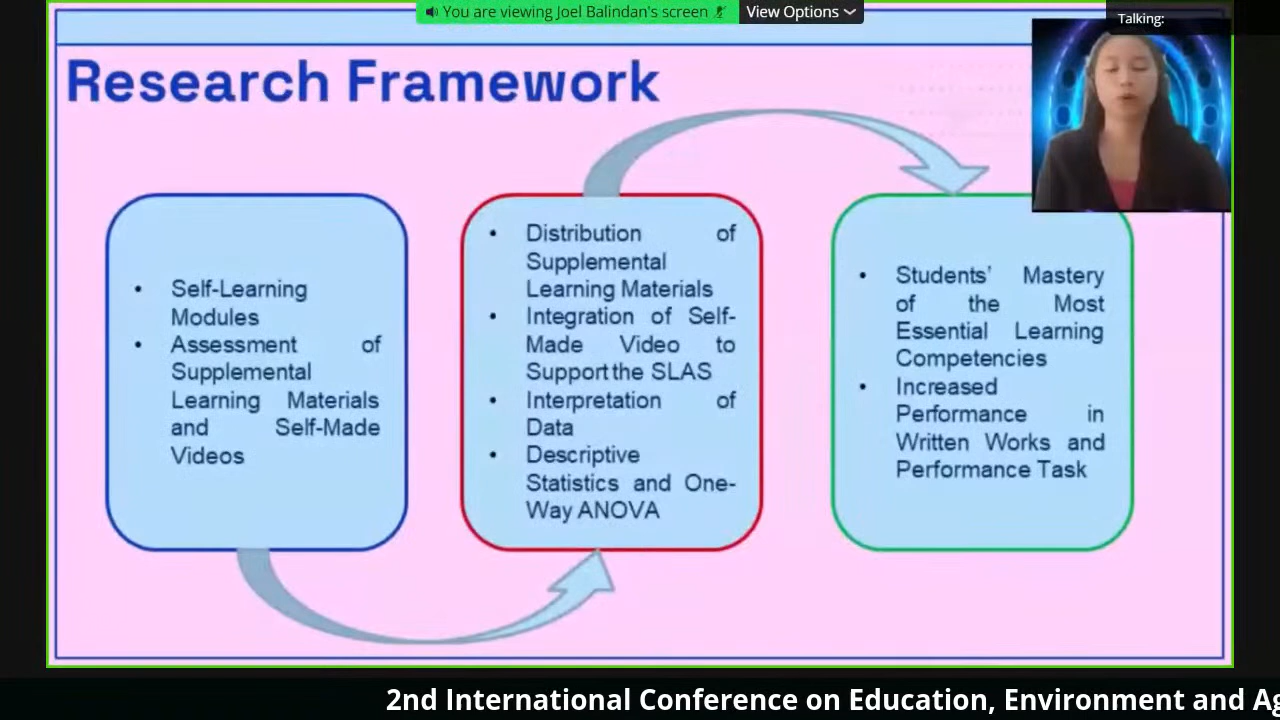 You are viewing Joel Balindan's screen
View Options
Talking:
Research Framework
• Self-Learning
Modules
• Assessment of
Supplemental
Learning Materials
and Self-Made
Videos
• Distribution of
Supplemental
Learning Materials
• Integration of Self-
Made Video to
Support the SLAS
• Interpretation of
Data
• Descriptive
Statistics and One-
Way ANOVA
• Students' Mastery
of the Most
Essential Learning
Competencies
• Increased
Performance in
Written Works and
Performance Task
2nd International Conference on Education, Environment and Ag